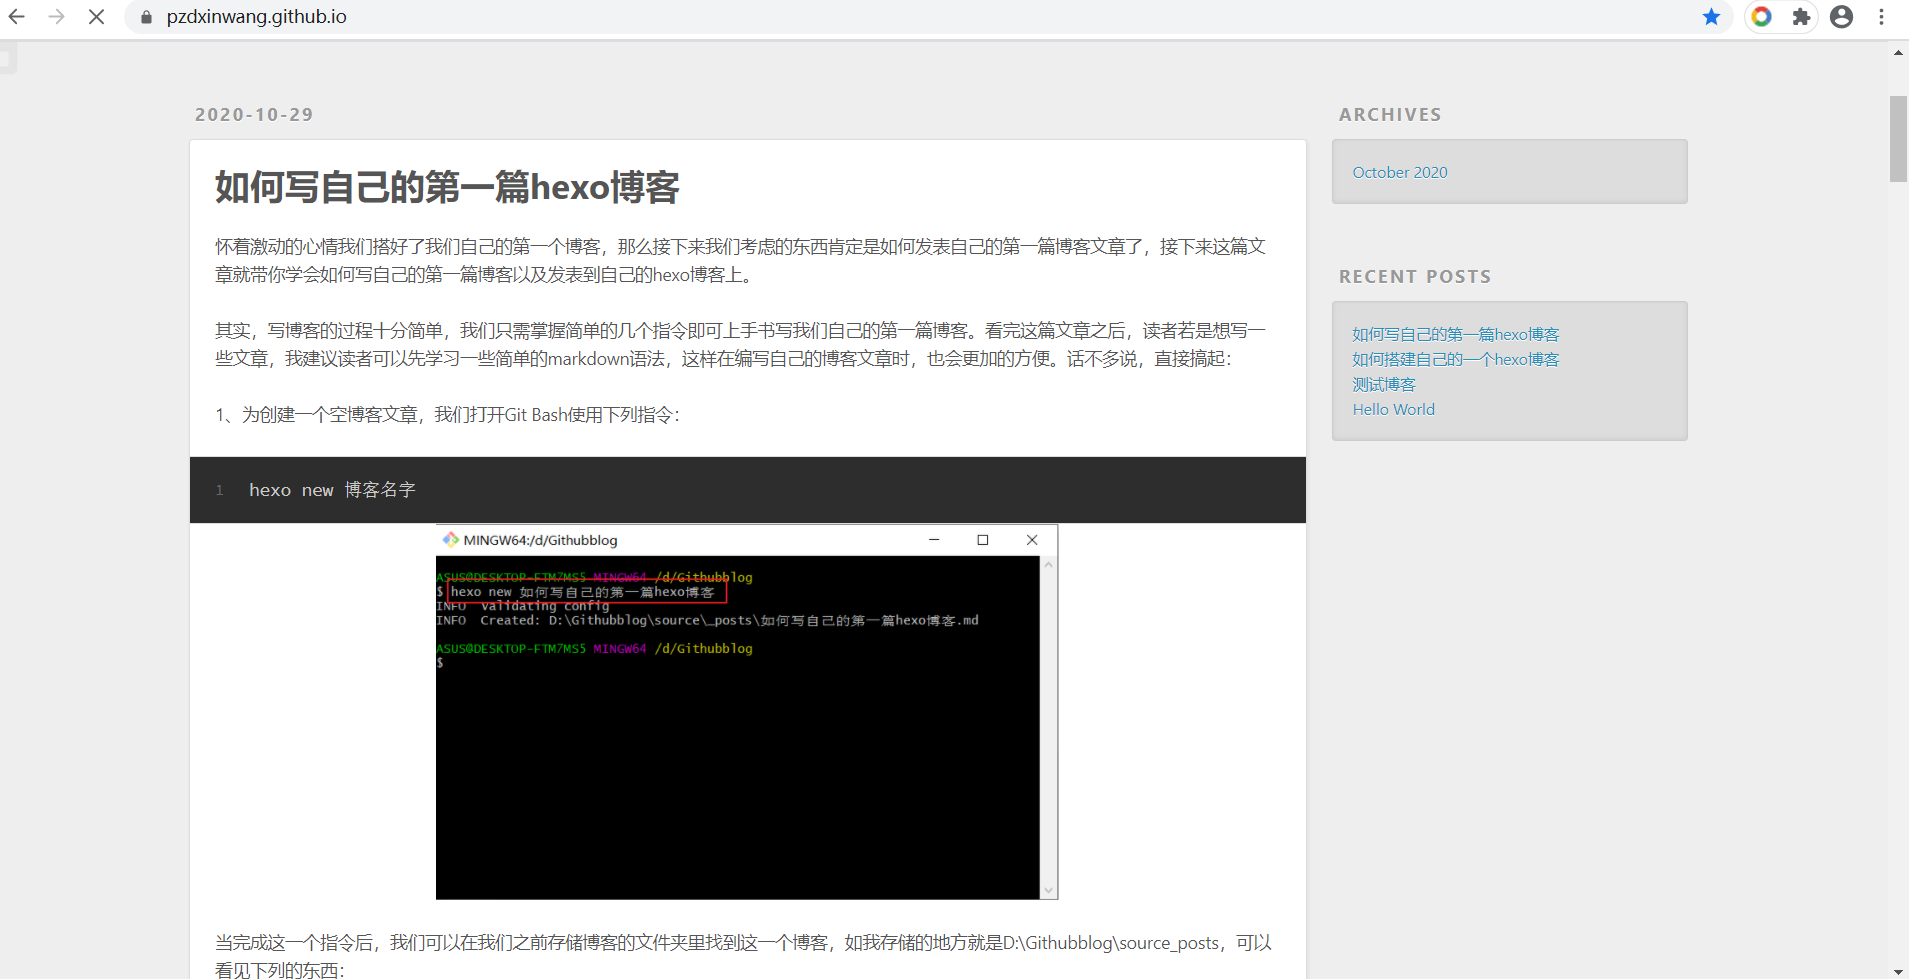 pzdxinwang.github.io
2020-10-29
如何写自己的第一篇hexo博客
怀着激动的心情我们搭好了我们自己的第一个博客，那么接下来我们考虑的东西肯定是如何发表自己的第一篇博客文章了，接下来这篇文
章就带你学会如何写自己的第一篇博客以及发表到自己的hexo博客上。
其实，写博客的过程十分简单，我们只需掌握简单的几个指令即可上手书写我们自己的第一篇博客。看完这篇文章之后，读者若是想写一
些文章，我建议读者可以先学习一些简单的markdown语法，这样在编写自己的博客文章时，也会更加的方便。话不多说，直接搞起：
1、为创建一个空博客文章，我们打开Git Bash使用下列指令：
1 hexo new 博客名字
MINGW64:/d/Githubblog
ASUS@DESKTOP-FTM7MS5 MINGW64 /d/Githubblog
$ hexo new 如何写自己的第一篇hexo博客
INFO  Validating config
INFO  Created: D:\Githubblog\source\_posts\如何写自己的第一篇hexo博客.md
ASUS@DESKTOP-FTM7MS5 MINGW64 /d/Githubblog
$
当完成这一个指令后，我们可以在我们之前存储博客的文件夹里找到这一个博客，如我存储的地方就是D:\Githubblog\source_posts，可以
看见下列的东西：
ARCHIVES
October 2020
RECENT POSTS
如何写自己的第一篇hexo博客
如何搭建自己的一个hexo博客
测试博客
Hello World